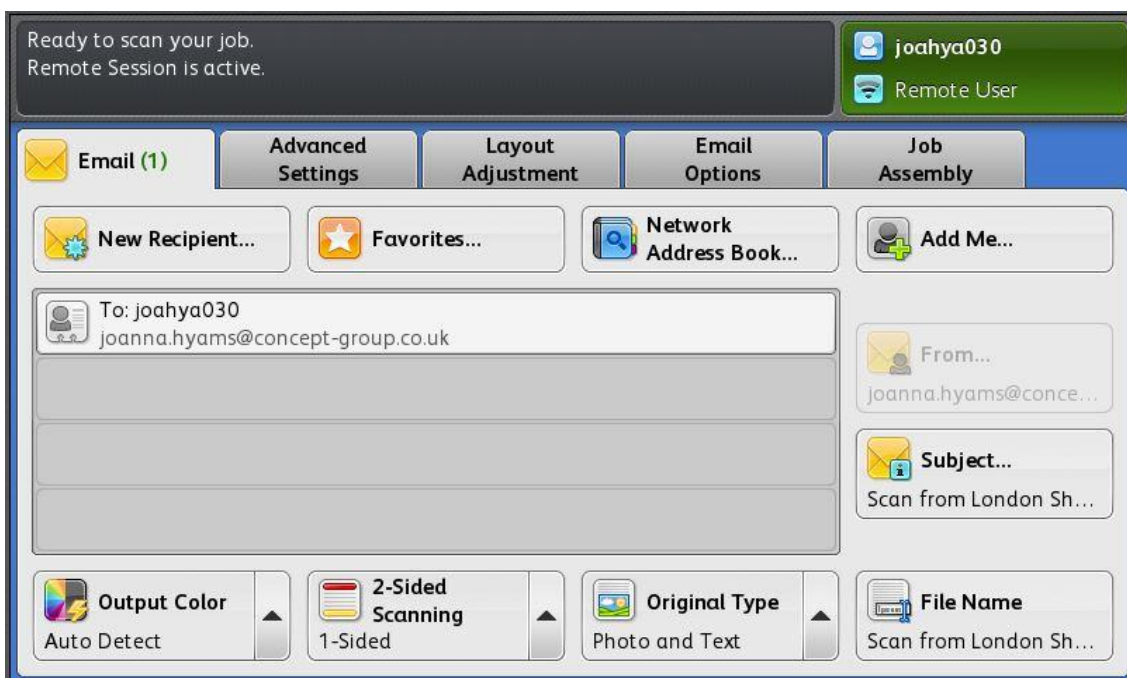 Ready to scan your job.
Remote Session is active.
joahya030
Remote User
Email (1)
Advanced
Settings
Layout
Adjustment
Email
Options
Job
Assembly
New Recipient...
Favorites...
Network
Address Book...
Add Me...
To: joahya030
joanna.hyams@concept-group.co.uk
From...
joanna.hyams@conce...
Subject...
Scan from London Sh...
Output Color
Auto Detect
2-Sided
Scanning
1-Sided
Original Type
Photo and Text
File Name
Scan from London Sh...